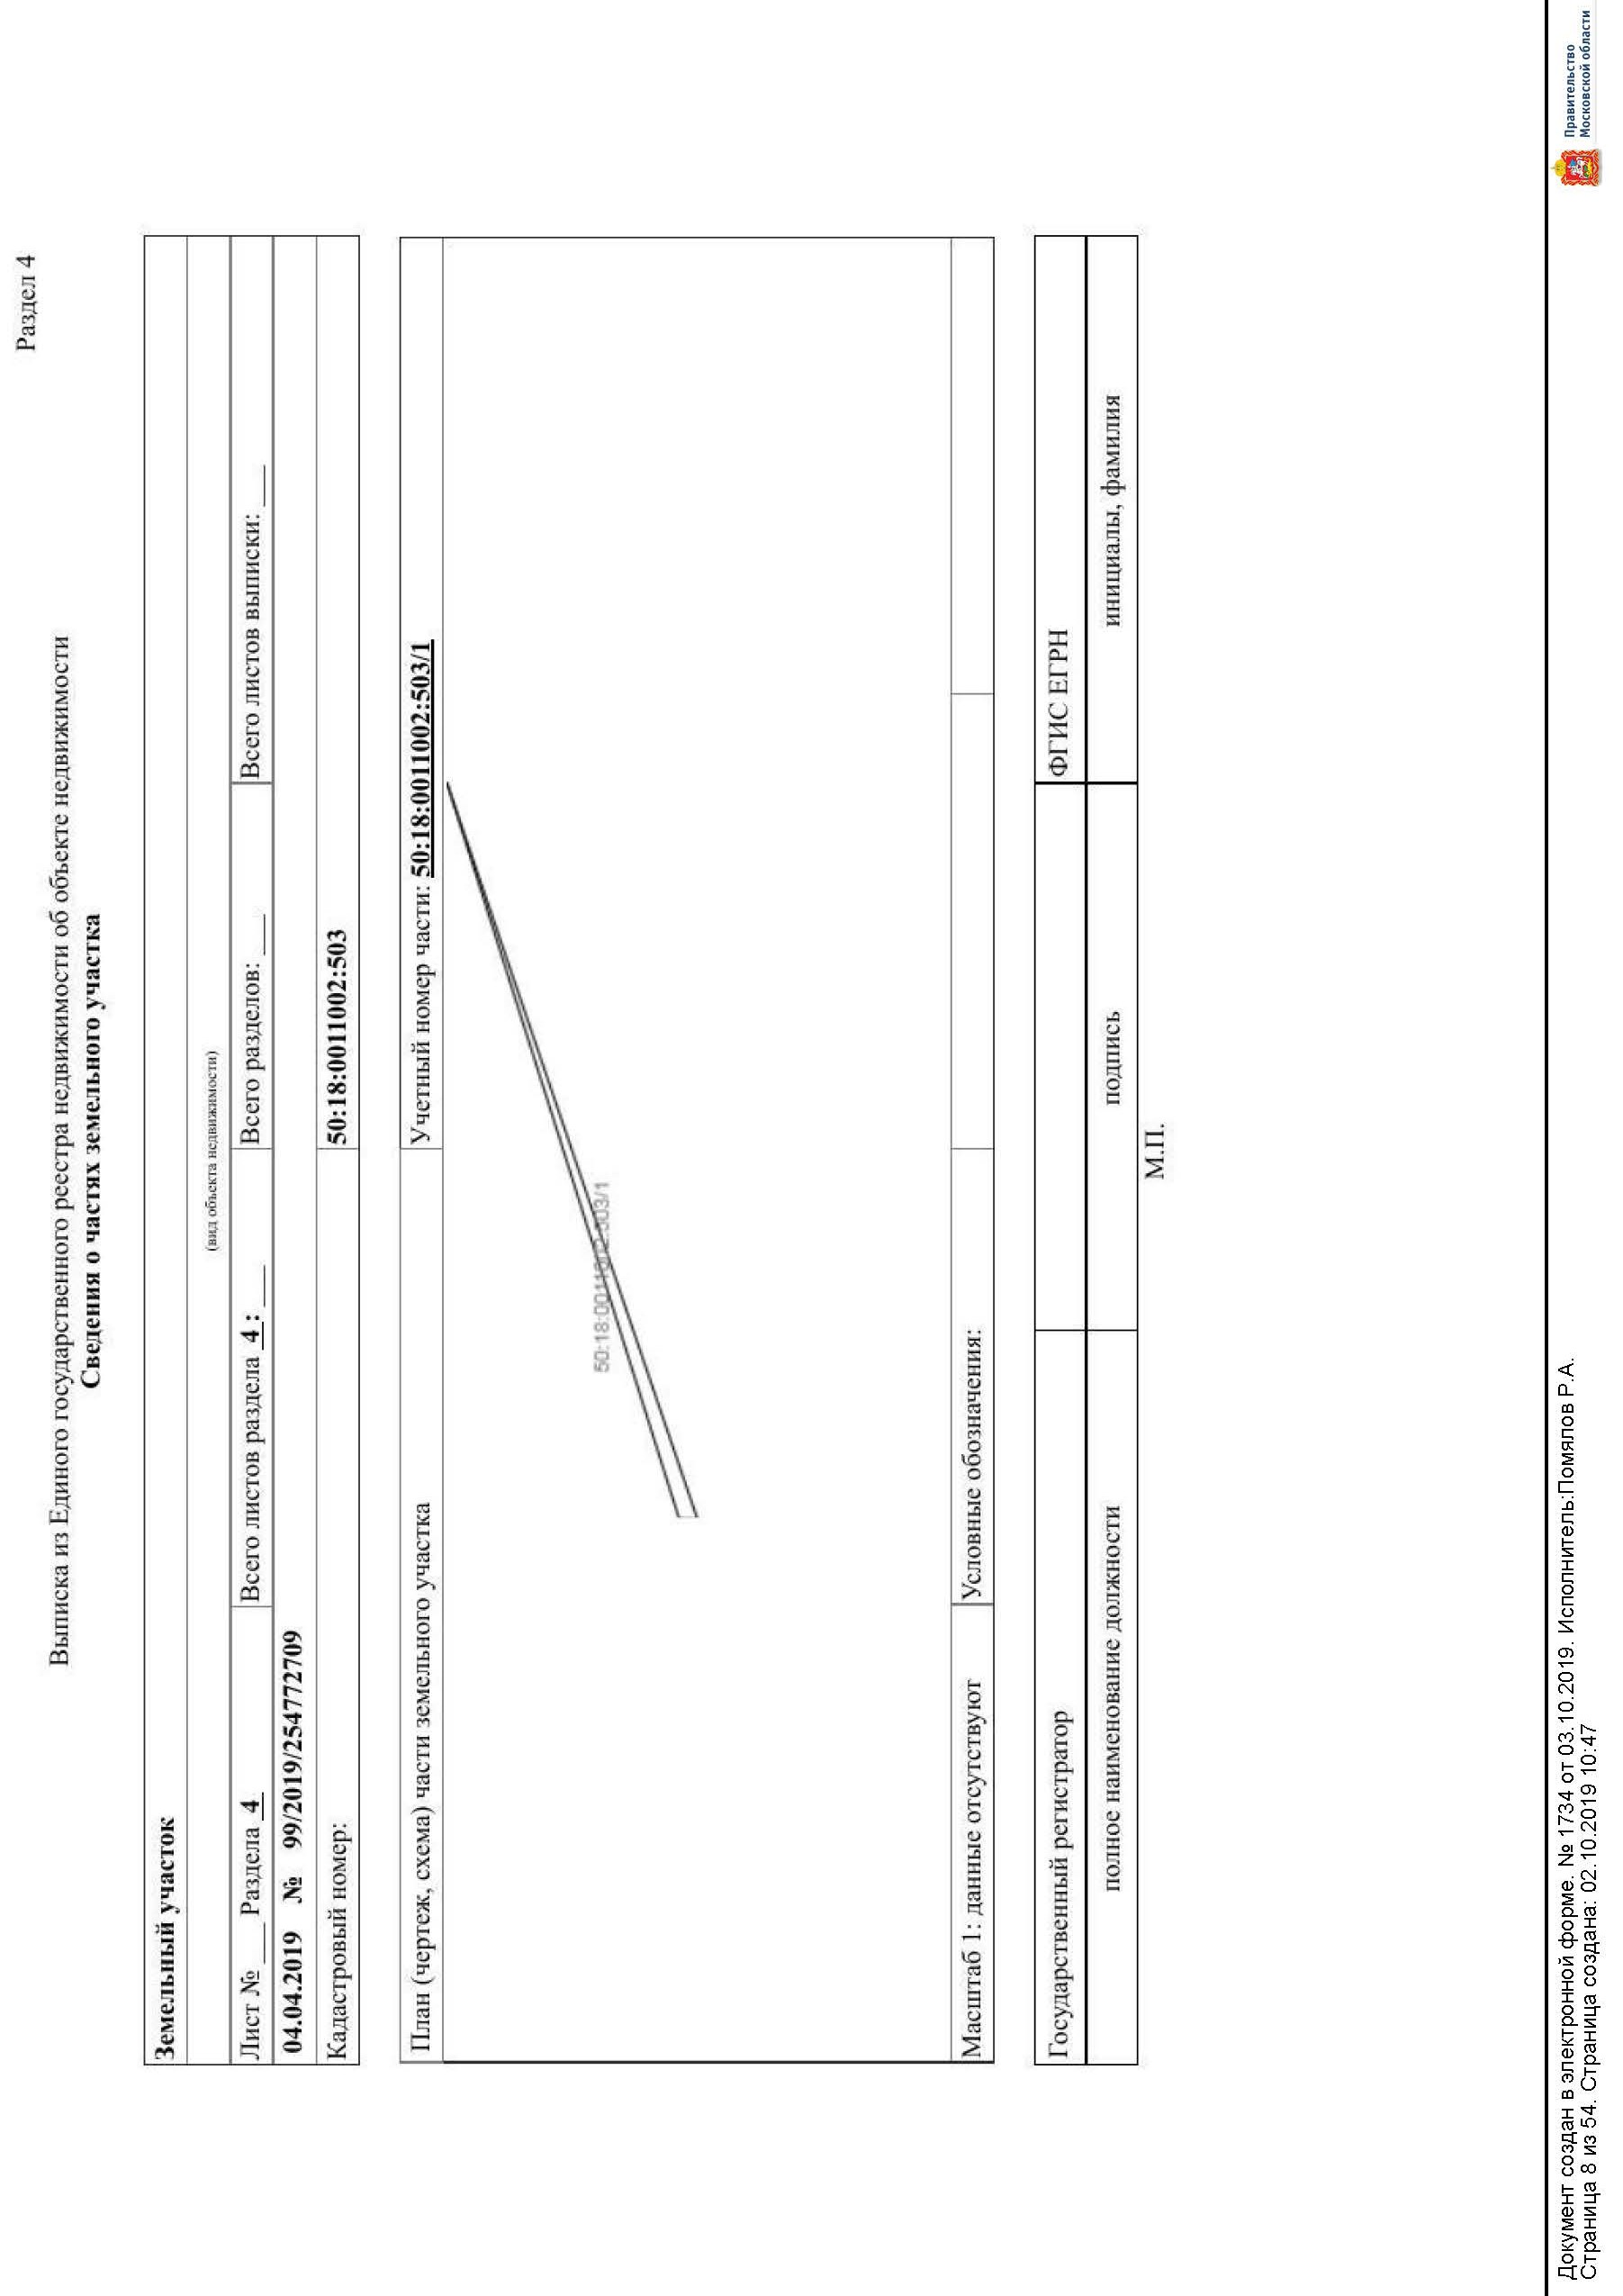 Раздел 4
Выписка из Единого государственного реестра недвижимости об объекте недвижимости
Сведения о частях земельного участка
Земельный участок
(вид объекта недвижимости)
Лист № ___ Раздела 4 Всего листов раздела 4 : ___ Всего разделов: ___ Всего листов выписки: ___
04.04.2019 № 99/2019/254772709
Кадастровый номер: 50:18:0011002:503
План (чертеж, схема) части земельного участка Учетный номер части: 50:18:0011002:503/1
50:18:0011002:503/1
Масштаб 1: данные отсутствуют Условные обозначения:
Государственный регистратор ФГИС ЕГРН
полное наименование должности подпись инициалы, фамилия
М.П.
Документ создан в электронной форме. № 1734 от 03.10.2019. Исполнитель:Помялов Р.А.
Страница 8 из 54. Страница создана: 02.10.2019 10:47
Правительство
Московской области